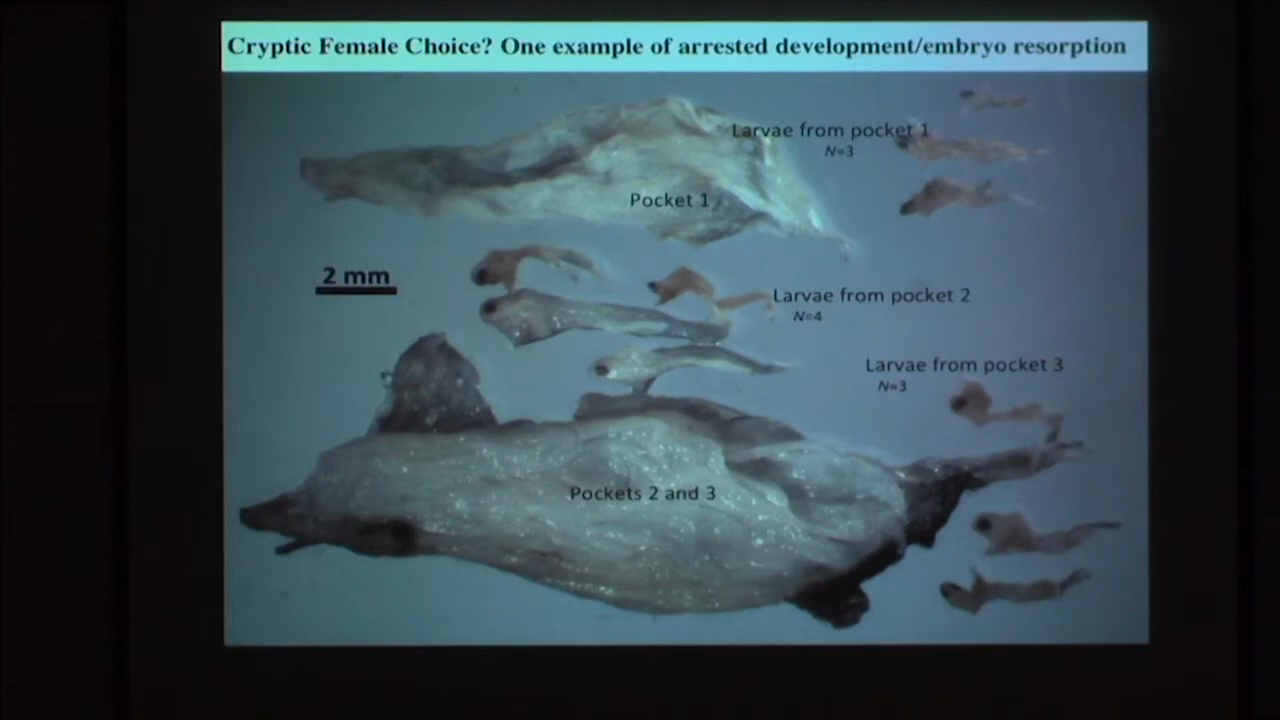 Cryptic Female Choice? One example of arrested development/embryo resorption
Larvae from pocket 1
N=3
Pocket 1
2 mm
Larvae from pocket 2
N=4
Larvae from pocket 3
N=3
Pockets 2 and 3